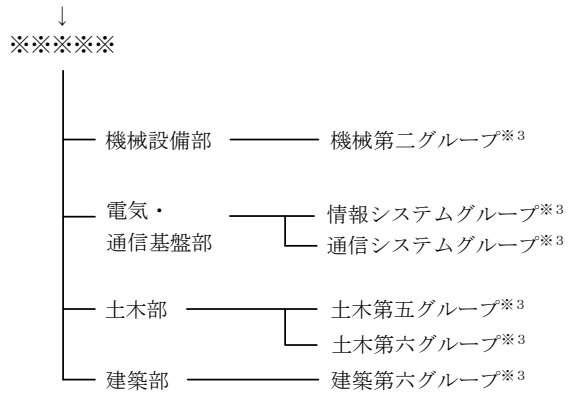 ↓
※※※※※
機械設備部 機械第二グループ※3
電気・
通信基盤部
情報システムグループ※3
通信システムグループ※3
土木部 土木第五グループ※3
土木第六グループ※3
建築部 建築第六グループ※3